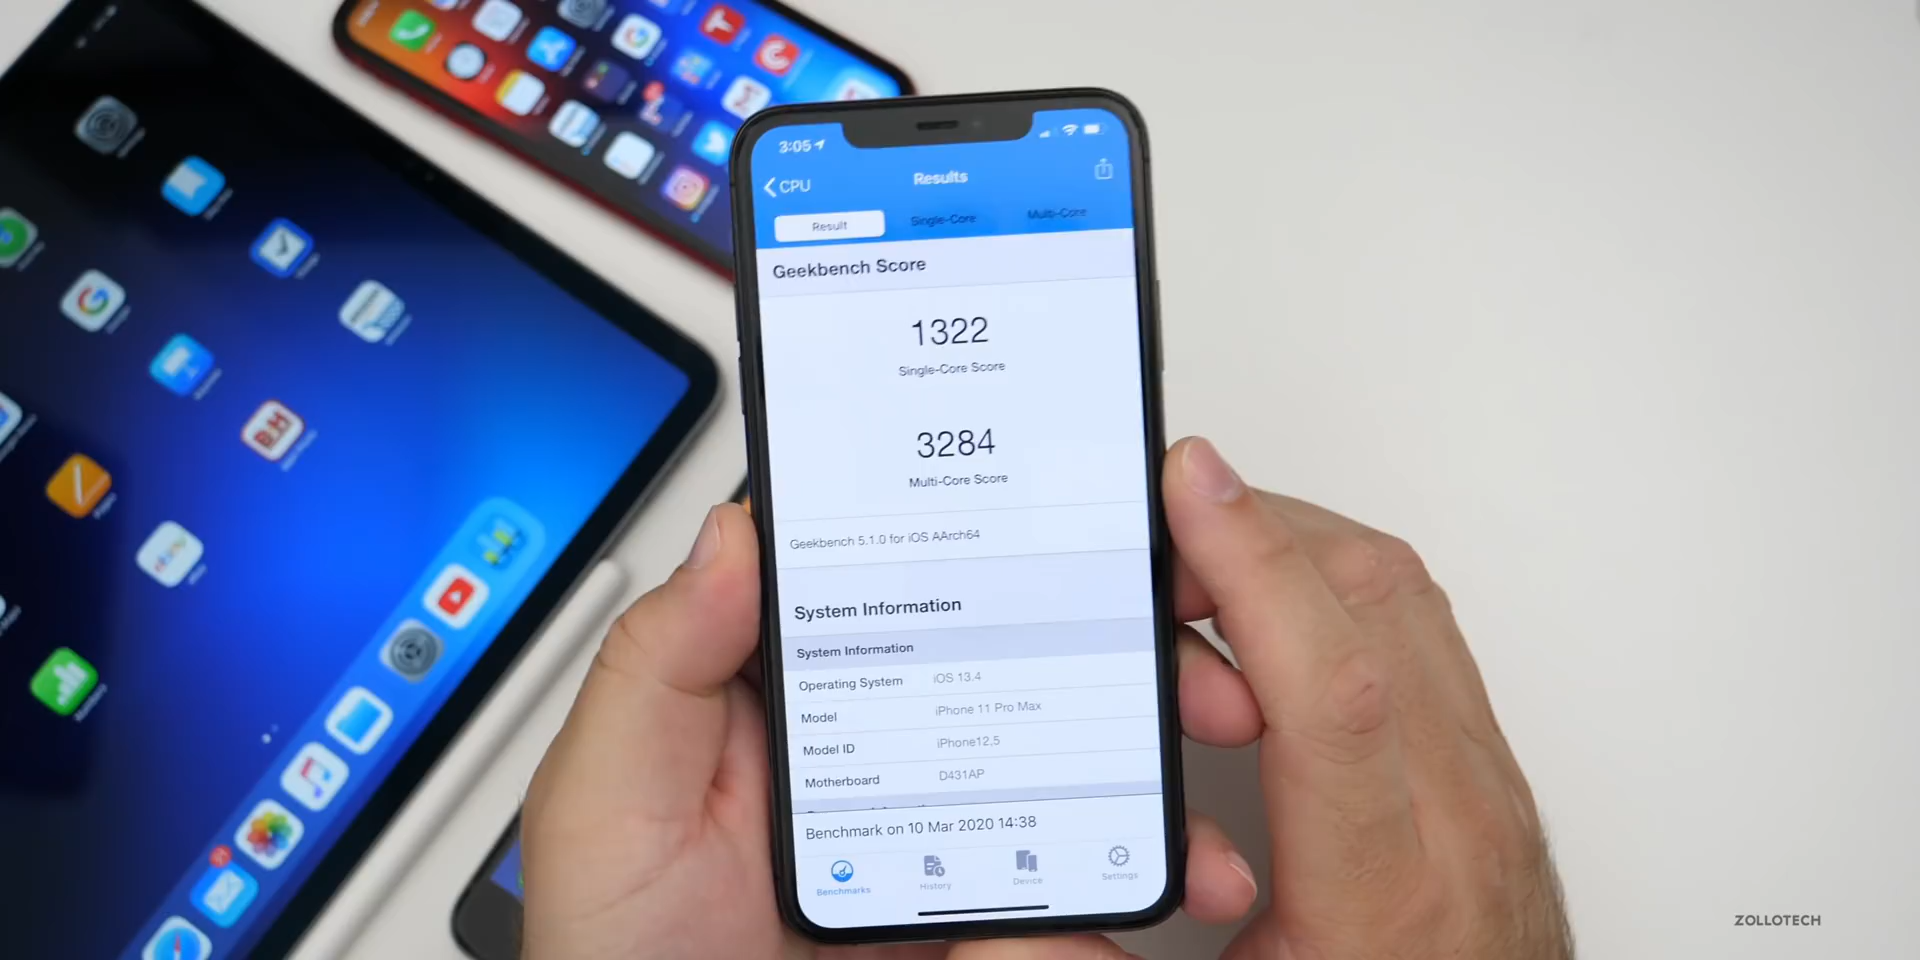 3:05
CPU
Results
Result
Single-Core
Multi-Core
Geekbench Score
1322
Single-Core Score
3284
Multi-Core Score
Geekbench 5.1.0 for iOS AArch64
System Information
System Information
Operating System iOS 13.4
Model iPhone 11 Pro Max
Model ID iPhone12,5
Motherboard D431AP
Benchmark on 10 Mar 2020 14:38
Benchmarks
History
Device
Settings
B&H
ZOLLOTECH